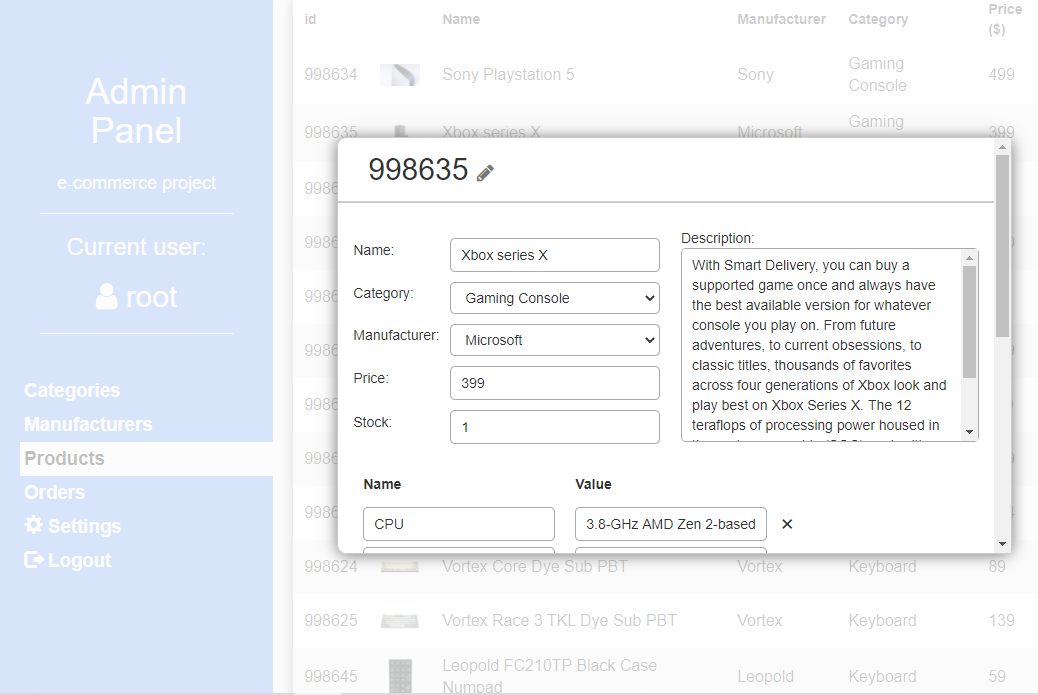 Admin
Panel
e-commerce project
Current user:
root
Categories
Manufacturers
Products
Orders
Settings
Logout
id Name Manufacturer Category Price
($)
998634 Sony Playstation 5 Sony Gaming
Console 499
998635 Xbox series X Microsoft Gaming 399
998635
Name: Xbox series X
Category: Gaming Console
Manufacturer: Microsoft
Price: 399
Stock: 1
Description:
With Smart Delivery, you can buy a
supported game once and always have
the best available version for whatever
console you play on. From future
adventures, to current obsessions, to
classic titles, thousands of favorites
across four generations of Xbox look and
play best on Xbox Series X. The 12
teraflops of processing power housed in
Name Value
CPU 3.8-GHz AMD Zen 2-based
998624 Vortex Core Dye Sub PBT Vortex Keyboard 89
998625 Vortex Race 3 TKL Dye Sub PBT Vortex Keyboard 139
998645 Leopold FC210TP Black Case
Numpad Leopold Keyboard 59